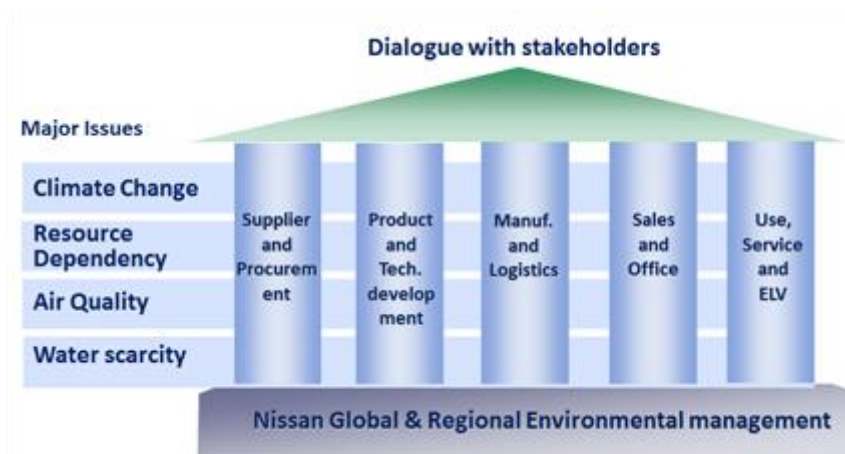 Dialogue with stakeholders
Major Issues
Climate Change
Resource
Dependency
Air Quality
Water scarcity
Supplier
and
Procurem
ent
Product
and
Tech.
develop
ment
Manuf.
and
Logistics
Sales
and
Office
Use,
Service
and
ELV
Nissan Global & Regional Environmental management